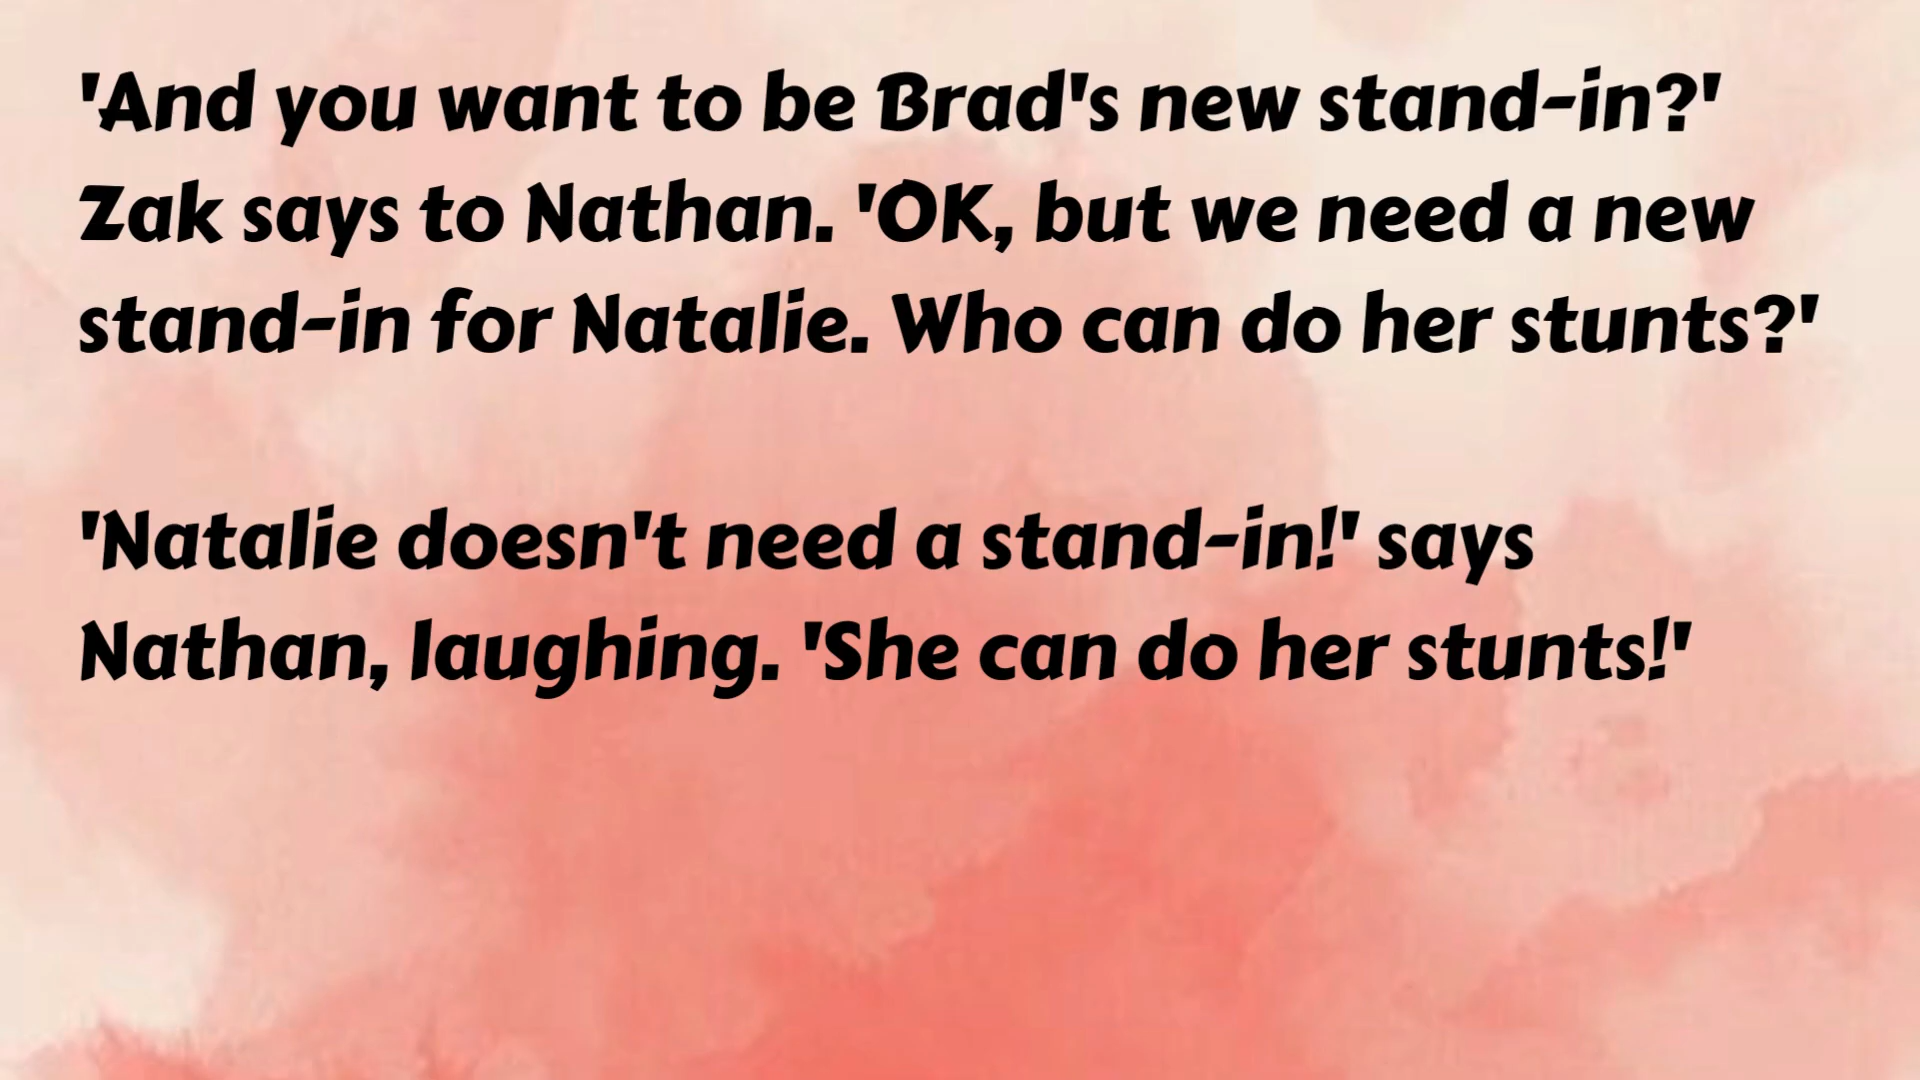 'And you want to be Brad's new stand-in?'
Zak says to Nathan. 'OK, but we need a new
stand-in for Natalie. Who can do her stunts?'
'Natalie doesn't need a stand-in!' says
Nathan, laughing. 'She can do her stunts!'